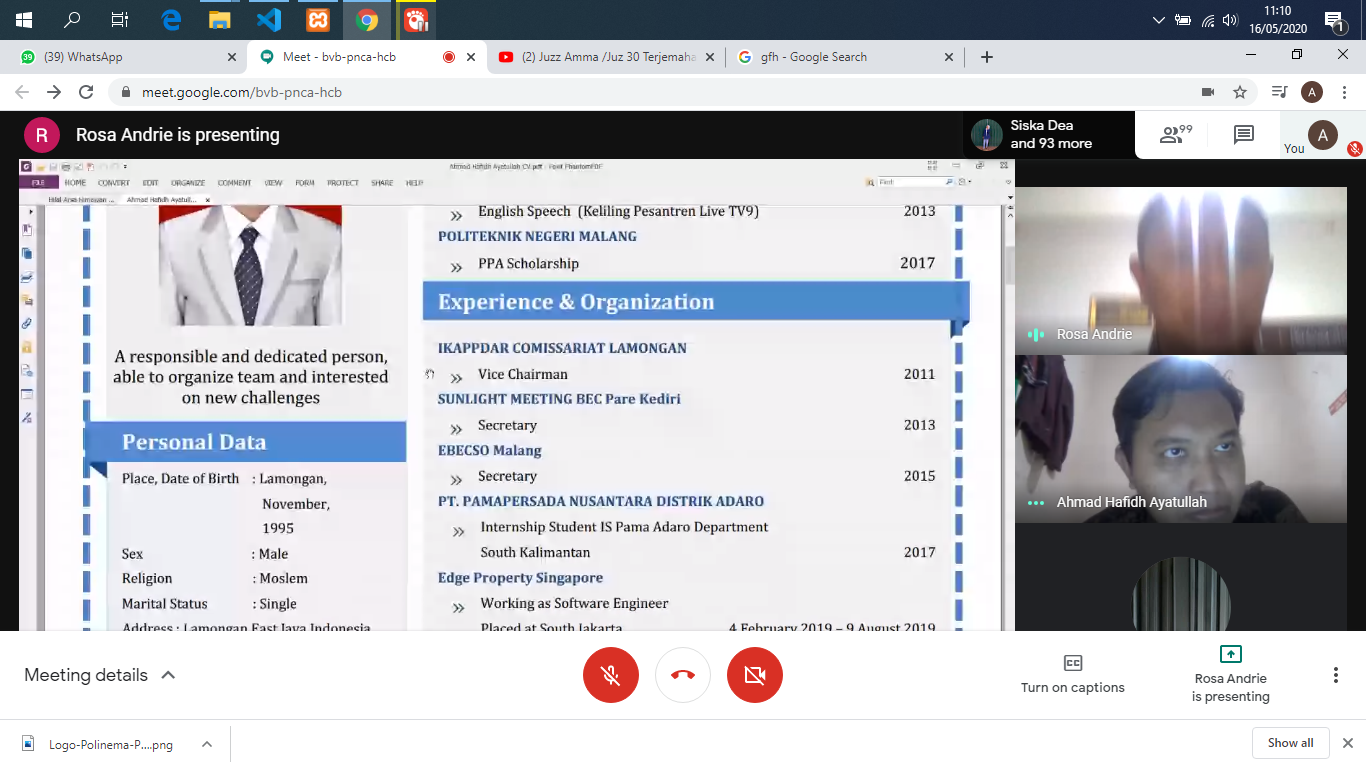 11:10
16/05/2020
1
(39) WhatsApp
Meet - bvb-pnca-hcb
(2) Juzz Amma /Juz 30 Terjemaha
gfh - Google Search
meet.google.com/bvb-pnca-hcb
A
R
Rosa Andrie is presenting
Siska Dea
and 93 more
99
You
A
Ahmad Hafidh Ayatullah CV.pdf - Foxit PhantomPDF
FILE HOME CONVERT EDIT ORGANIZE COMMENT VIEW FORM PROTECT SHARE HELP
Find
Ahmad Hafidh Ayatull...
English Speech (Keliling Pesantren Live TV9) 2013
POLITEKNIK NEGERI MALANG
PPA Scholarship 2017
Experience & Organization
IKAPPDAR COMISSARIAT LAMONGAN
Vice Chairman 2011
SUNLIGHT MEETING BEC Pare Kediri
Secretary 2013
EBECSO Malang
Secretary 2015
PT. PAMAPERSADA NUSANTARA DISTRIK ADARO
Internship Student IS Pama Adaro Department
South Kalimantan 2017
Edge Property Singapore
Working as Software Engineer
Placed at South Jakarta 4 February 2019 – 9 August 2019
A responsible and dedicated person,
able to organize team and interested
on new challenges
Personal Data
Place, Date of Birth : Lamongan,
November,
1995
Sex : Male
Religion : Moslem
Marital Status : Single
Address : Lamongan East Java Indonesia
Rosa Andrie
Ahmad Hafidh Ayatullah
Meeting details
Turn on captions
Rosa Andrie
is presenting
Logo-Polinema-P....png
Show all